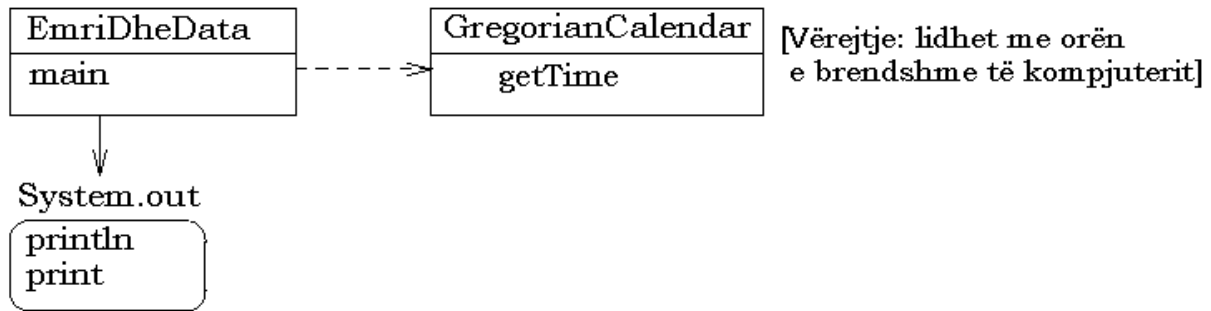 EmriDheData
main
GregorianCalendar
getTime
[Vërejtje: lidhet me orën
e brendshme të kompjuterit]
System.out
println
print